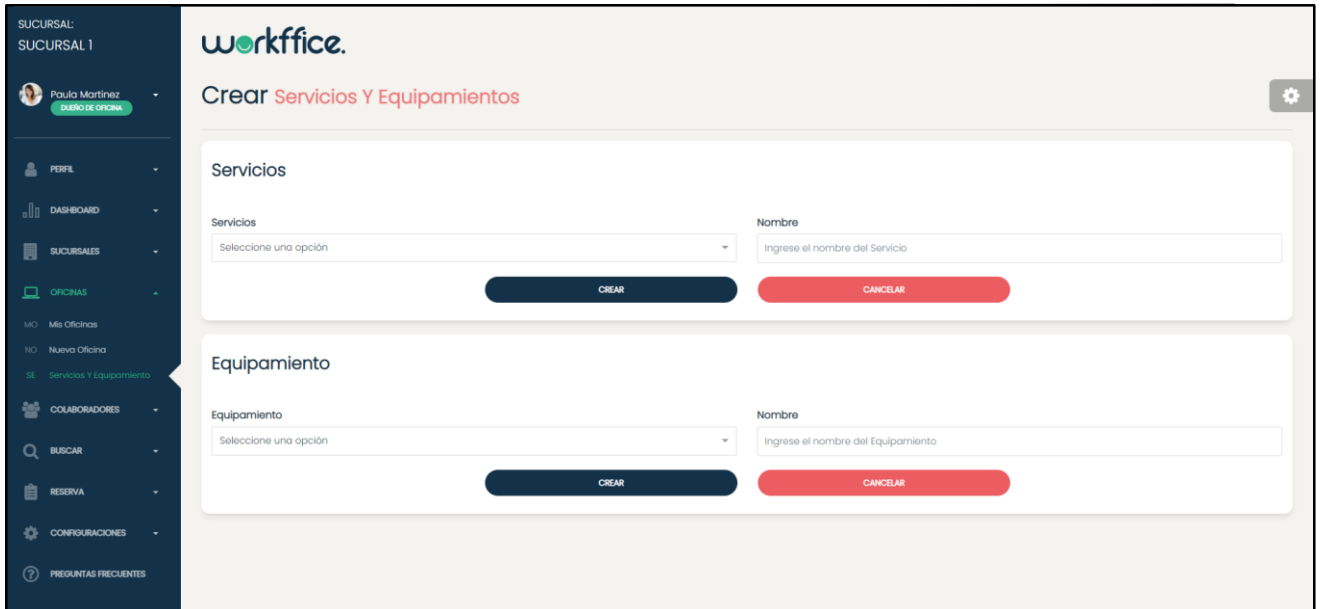 SUCURSAL:
SUCURSAL 1
Paula Martinez
DUEÑO DE OFICINA
PERFIL
DASHBOARD
SUCURSALES
OFICINAS
MO Mis Oficinas
NO Nueva Oficina
SE Servicios Y Equipamiento
COLABORADORES
BUSCAR
RESERVA
CONFIGURACIONES
PREGUNTAS FRECUENTES
workffice.
Crear Servicios Y Equipamientos
Servicios
Servicios Nombre
Seleccione una opción Ingrese el nombre del Servicio
CREAR CANCELAR
Equipamiento
Equipamiento Nombre
Seleccione una opción Ingrese el nombre del Equipamiento
CREAR CANCELAR